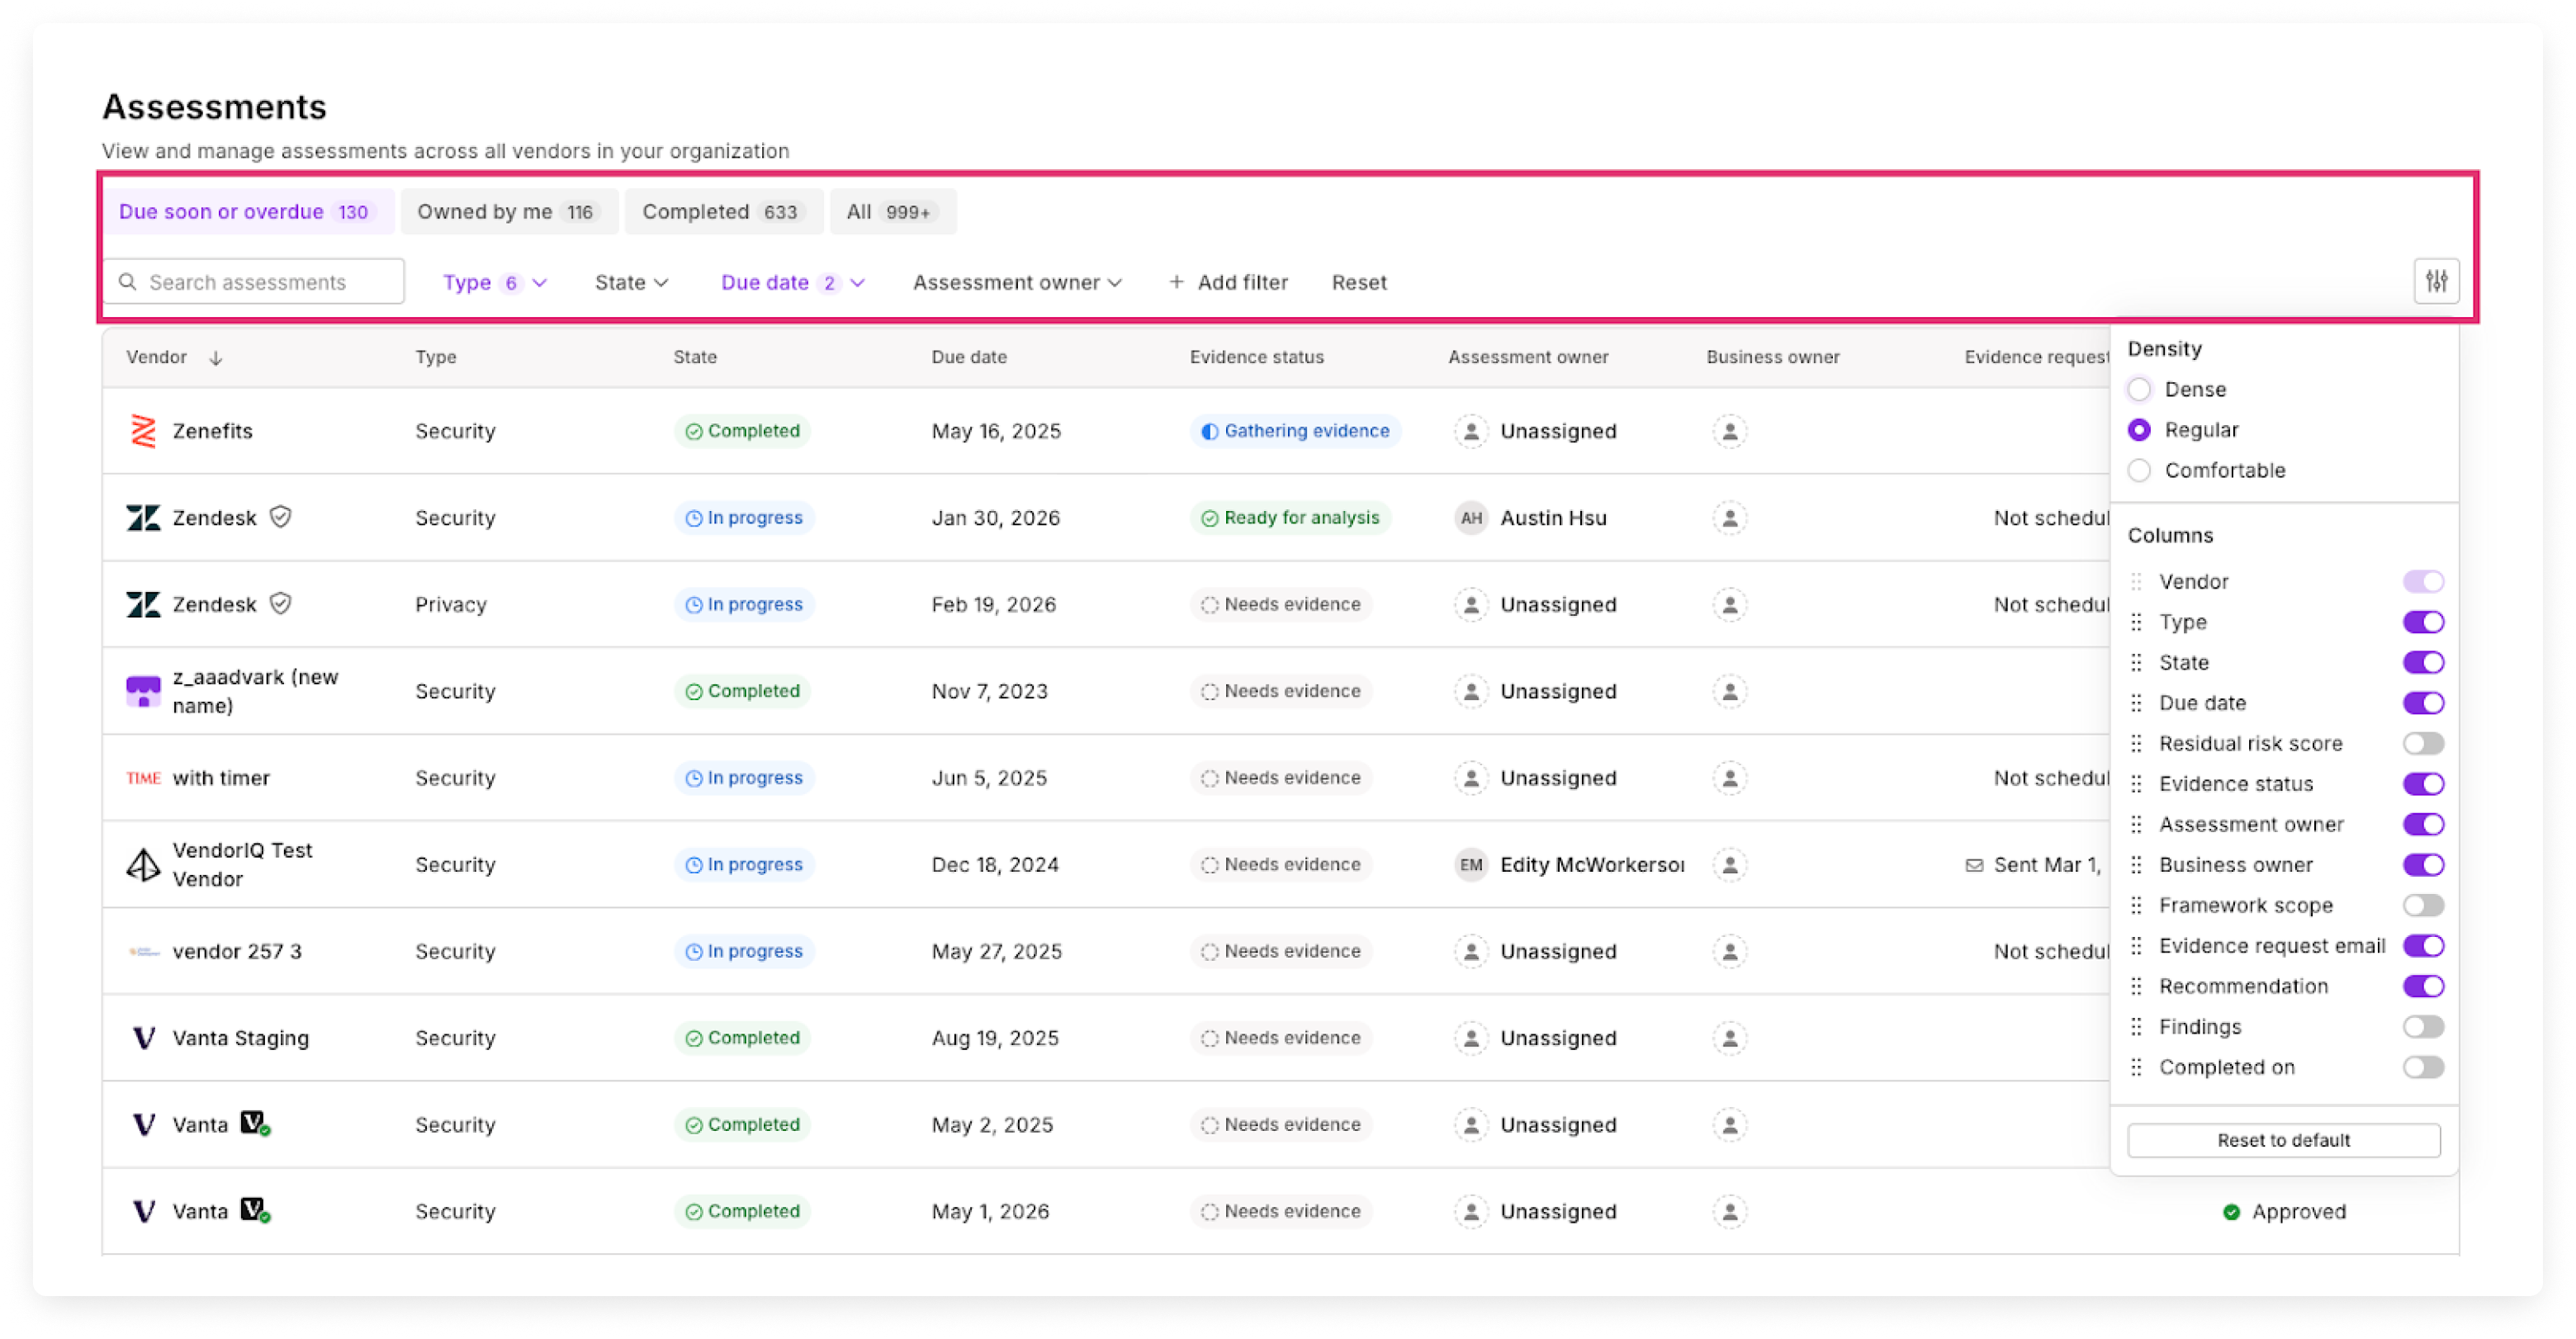 Assessments
View and manage assessments across all vendors in your organization
Due soon or overdue 130 Owned by me 116 Completed 633 All 999+
Search assessments Type 6 State Due date 2 Assessment owner + Add filter Reset
Vendor Type State Due date Evidence status Assessment owner Business owner Evidence request
Zenefits Security Completed May 16, 2025 Gathering evidence Unassigned
Zendesk Security In progress Jan 30, 2026 Ready for analysis AH Austin Hsu Not schedul
Zendesk Privacy In progress Feb 19, 2026 Needs evidence Unassigned Not schedul
z_aaadvark (new
name) Security Completed Nov 7, 2023 Needs evidence Unassigned
TIME with timer Security In progress Jun 5, 2025 Needs evidence Unassigned Not schedul
VendorIQ Test
Vendor Security In progress Dec 18, 2024 Needs evidence EM Edity McWorkerson Sent Mar 1,
vendor 257 3 Security In progress May 27, 2025 Needs evidence Unassigned Not schedul
Vanta Staging Security Completed Aug 19, 2025 Needs evidence Unassigned
Vanta Security Completed May 2, 2025 Needs evidence Unassigned
Vanta Security Completed May 1, 2026 Needs evidence Unassigned Approved
Density
Dense
Regular
Comfortable
Columns
Vendor
Type
State
Due date
Residual risk score
Evidence status
Assessment owner
Business owner
Framework scope
Evidence request email
Recommendation
Findings
Completed on
Reset to default